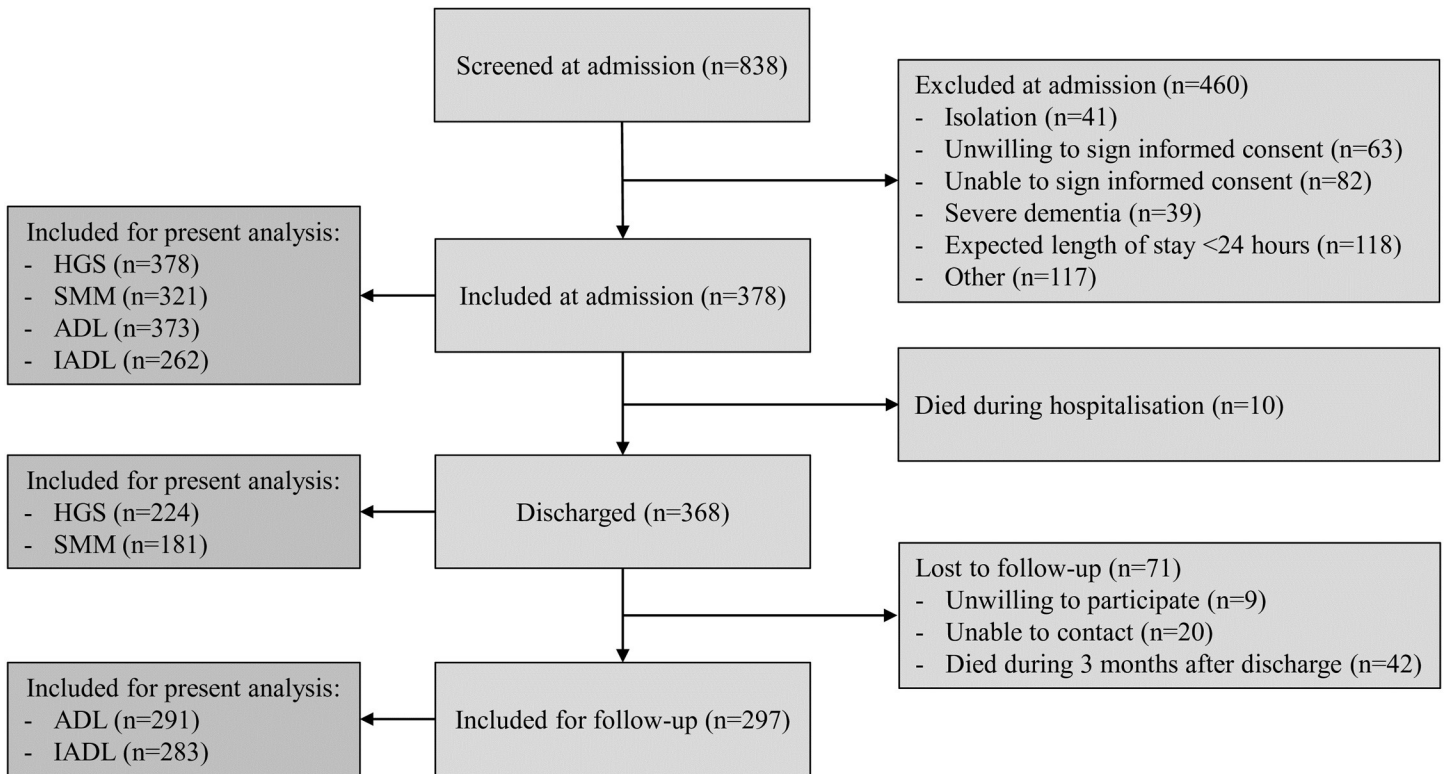 Screened at admission (n=838)
Excluded at admission (n=460)
- Isolation (n=41)
- Unwilling to sign informed consent (n=63)
- Unable to sign informed consent (n=82)
- Severe dementia (n=39)
- Expected length of stay <24 hours (n=118)
- Other (n=117)
Included for present analysis:
- HGS (n=378)
- SMM (n=321)
- ADL (n=373)
- IADL (n=262)
Included at admission (n=378)
Died during hospitalisation (n=10)
Included for present analysis:
- HGS (n=224)
- SMM (n=181)
Discharged (n=368)
Lost to follow-up (n=71)
- Unwilling to participate (n=9)
- Unable to contact (n=20)
- Died during 3 months after discharge (n=42)
Included for present analysis:
- ADL (n=291)
- IADL (n=283)
Included for follow-up (n=297)